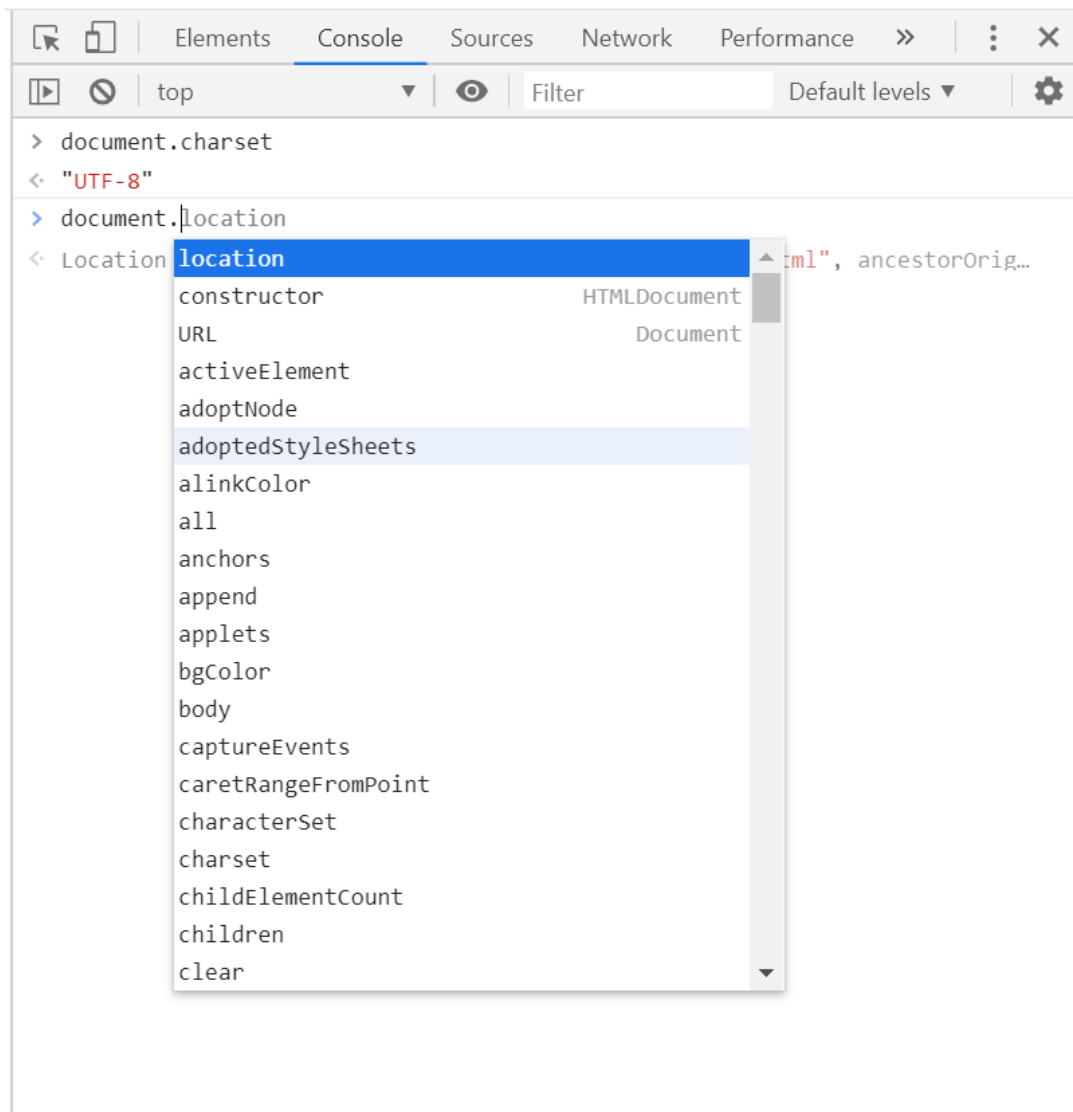 Elements Console Sources Network Performance »
top ▼ Filter Default levels ▼
> document.charset
<· "UTF-8"
> document.location
<· Location tml", ancestorOrig…
location
constructor HTMLDocument
URL Document
activeElement
adoptNode
adoptedStyleSheets
alinkColor
all
anchors
append
applets
bgColor
body
captureEvents
caretRangeFromPoint
characterSet
charset
childElementCount
children
clear